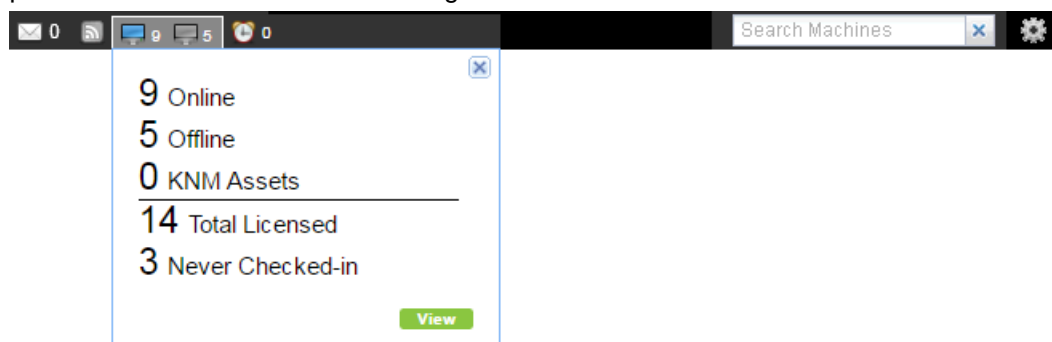 0 9 5 0 Search Machines
9 Online
5 Offline
0 KNM Assets
14 Total Licensed
3 Never Checked-in
View